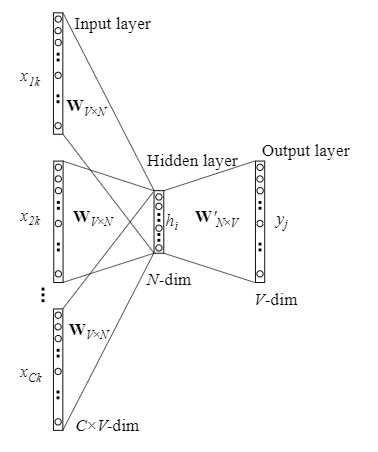 Input layer
x1k
WV×N
Hidden layer
Output layer
x2k
WV×N
hi
W'N×V
yj
N-dim
V-dim
WV×N
xCk
C×V-dim